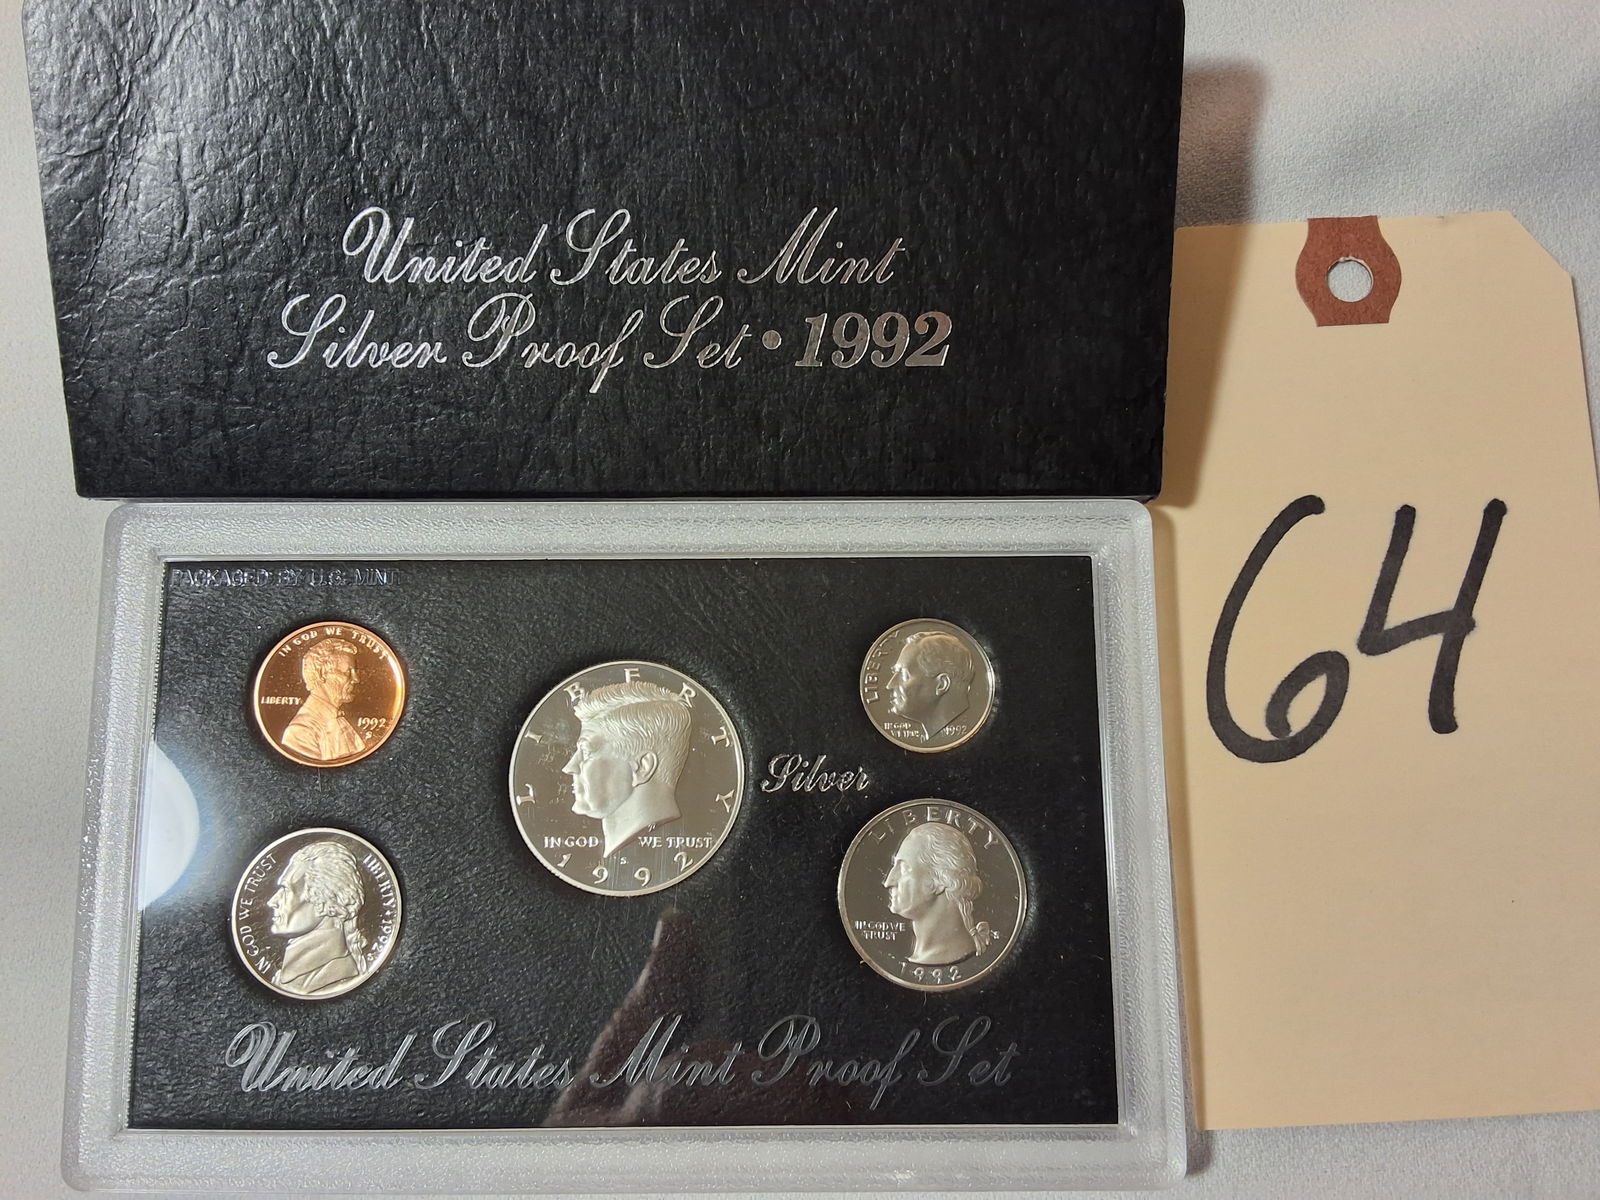 United States Mint
Silver Proof Set • 1992
64
PACKAGED BY U.S. MINT
IN GOD WE TRUST
LIBERTY
1992
S
LIBERTY
IN GOD WE TRUST
S
1992
LIBERTY
IN GOD
WE TRUST
1992
Silver
IN GOD WE TRUST
LIBERTY 1992
S
LIBERTY
IN GOD WE
TRUST
S
1992
United States Mint Proof Set